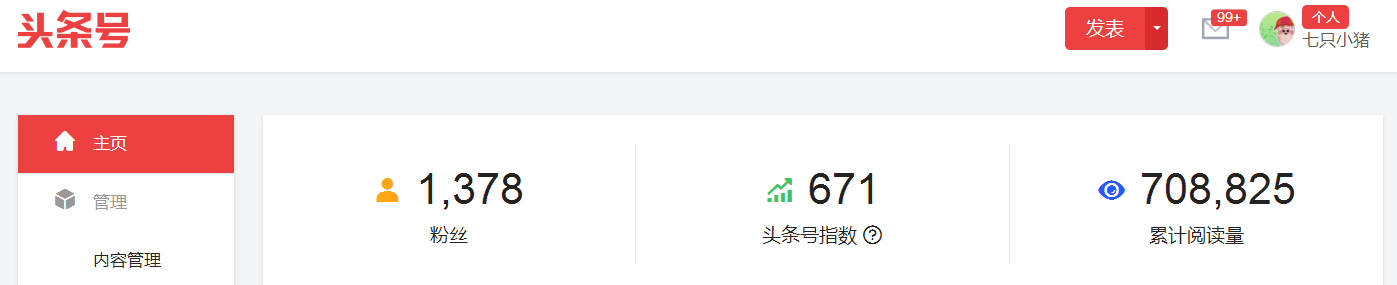 头条号
发表
99+
个人
七只小猪
主页
管理
内容管理
1,378
粉丝
671
头条号指数 ?
708,825
累计阅读量